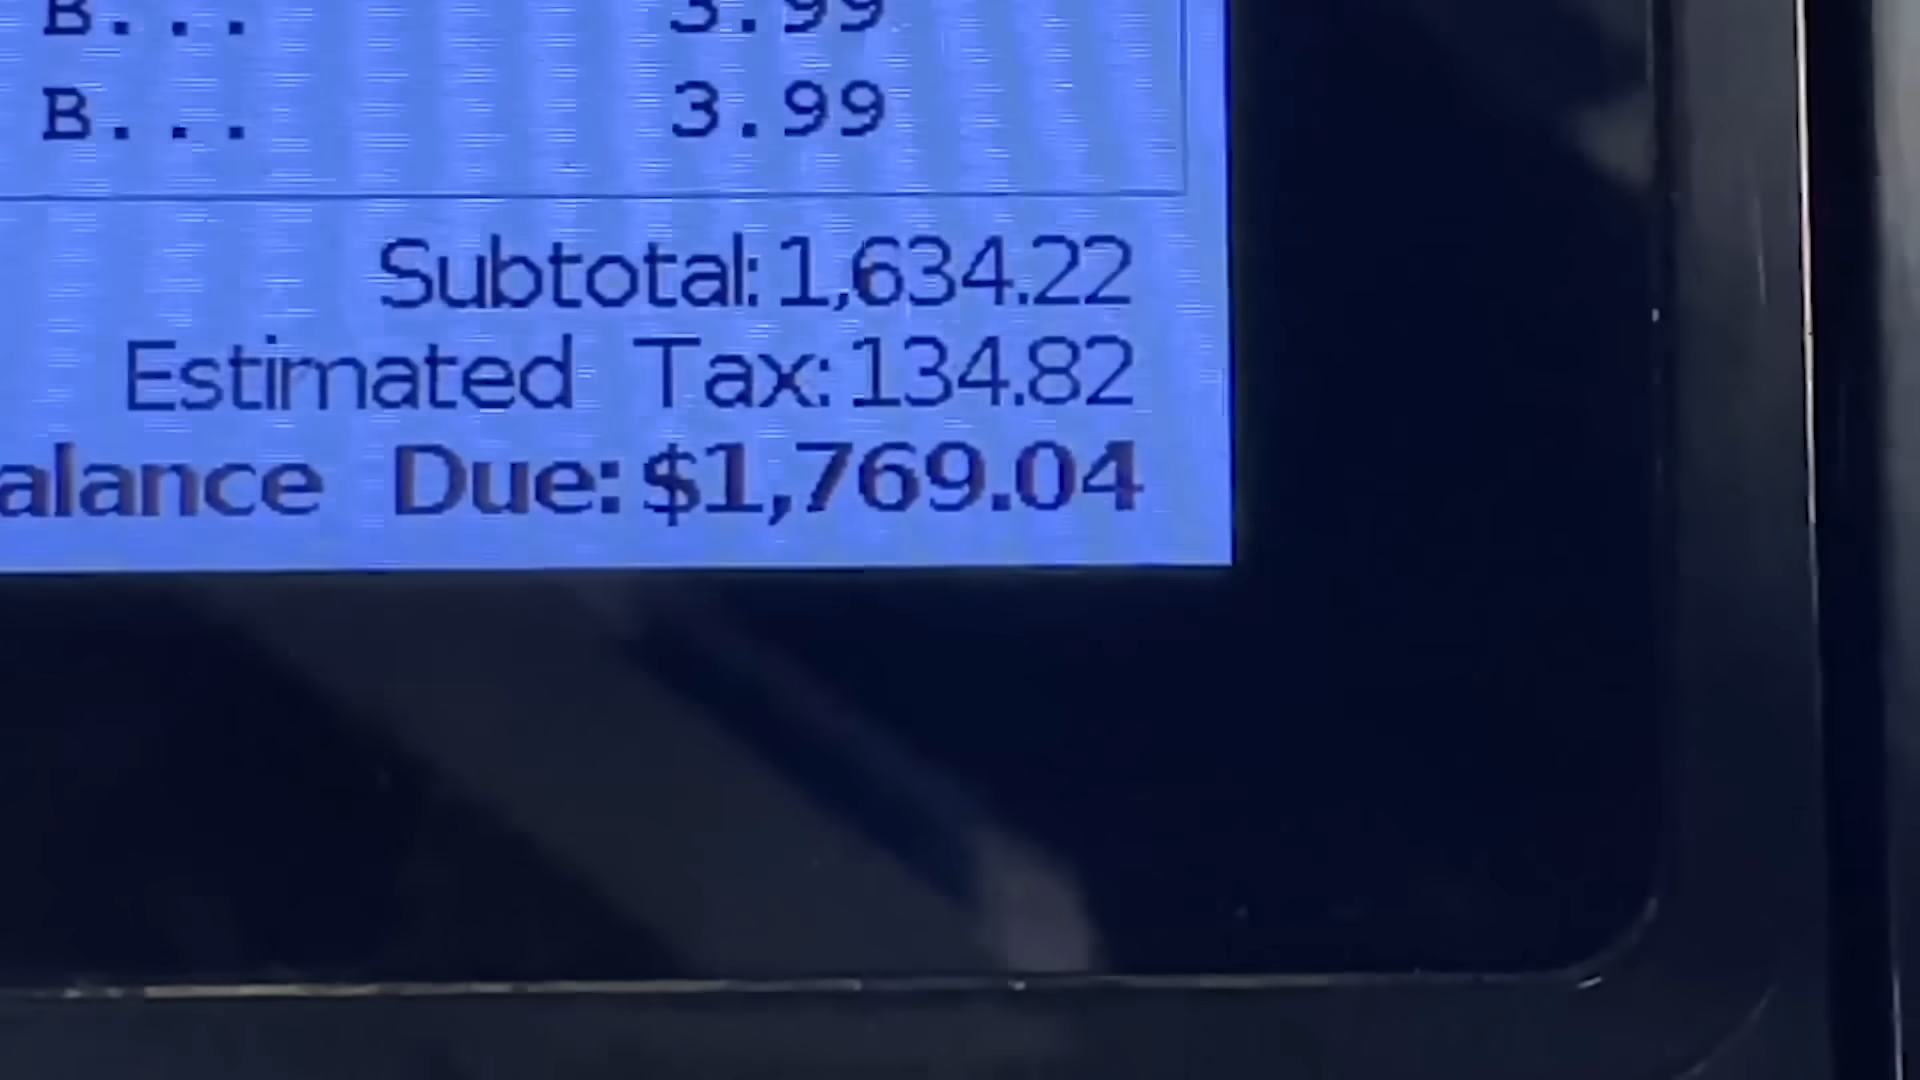 B... 3.99
B... 3.99
Subtotal: 1,634.22
Estimated Tax: 134.82
alance Due: $1,769.04